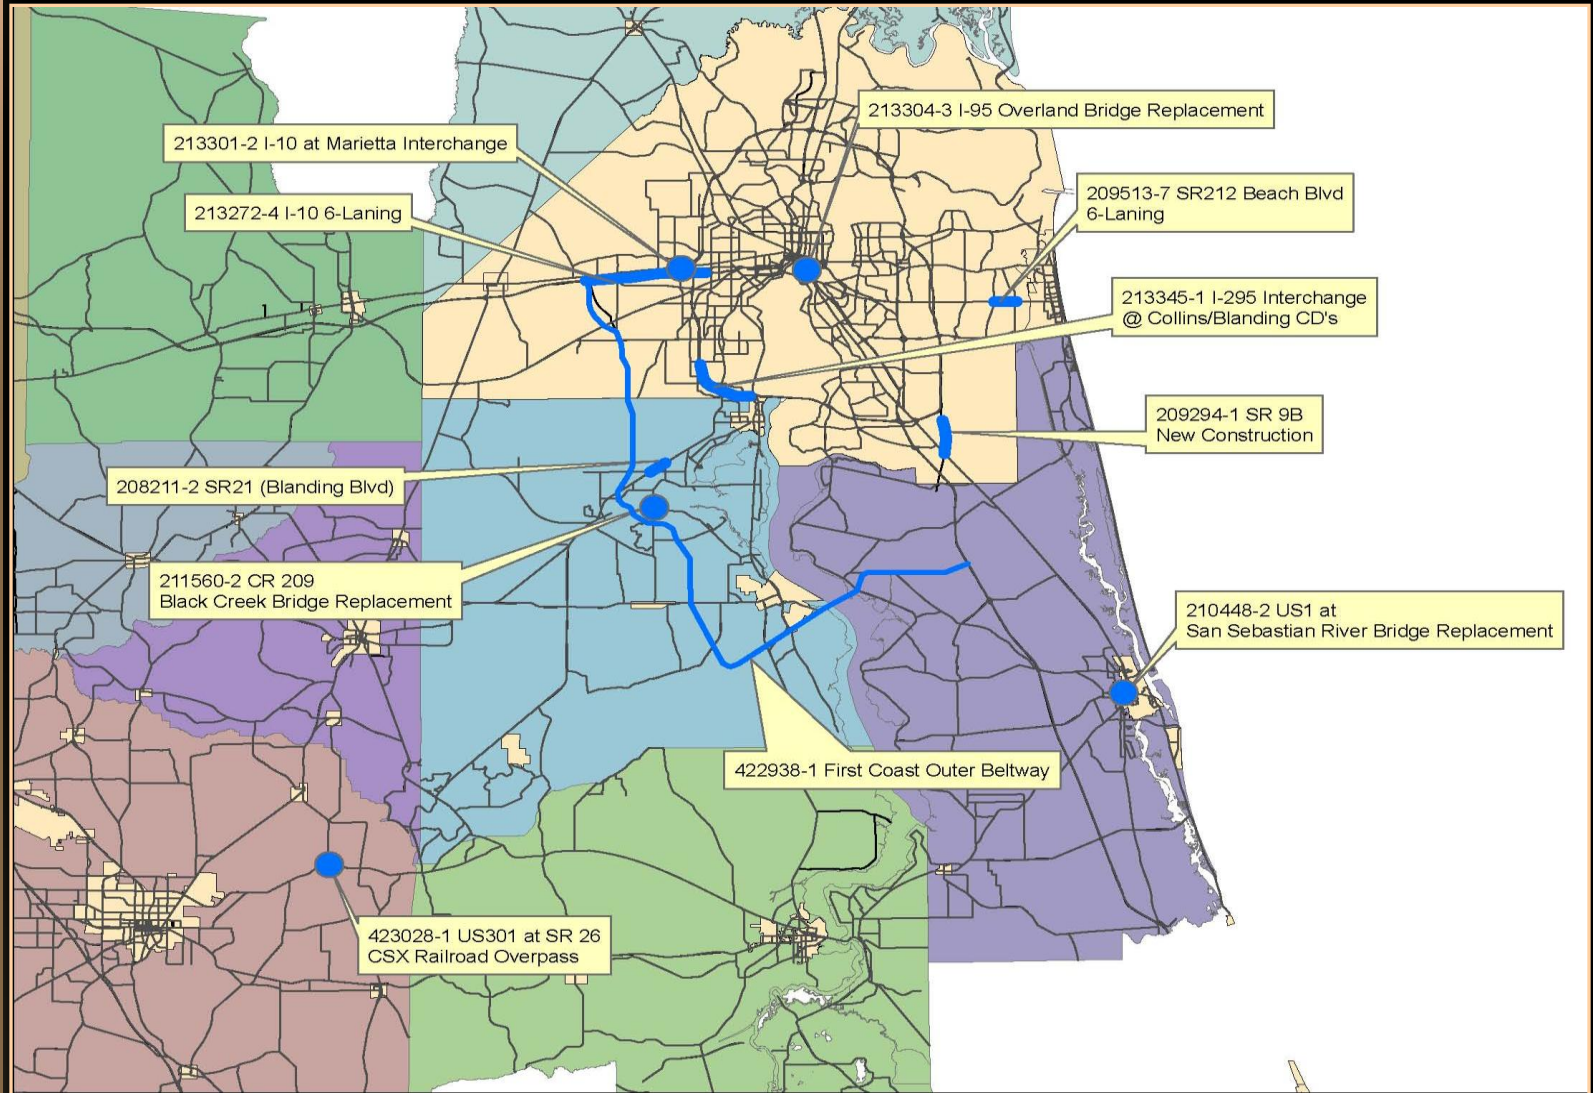 213304-3 I-95 Overland Bridge Replacement
213301-2 I-10 at Marietta Interchange
209513-7 SR212 Beach Blvd
6-Laning
213272-4 I-10 6-Laning
213345-1 I-295 Interchange
@ Collins/Blanding CD's
209294-1 SR 9B
New Construction
208211-2 SR21 (Blanding Blvd)
211560-2 CR 209
Black Creek Bridge Replacement
210448-2 US1 at
San Sebastian River Bridge Replacement
422938-1 First Coast Outer Beltway
423028-1 US301 at SR 26
CSX Railroad Overpass